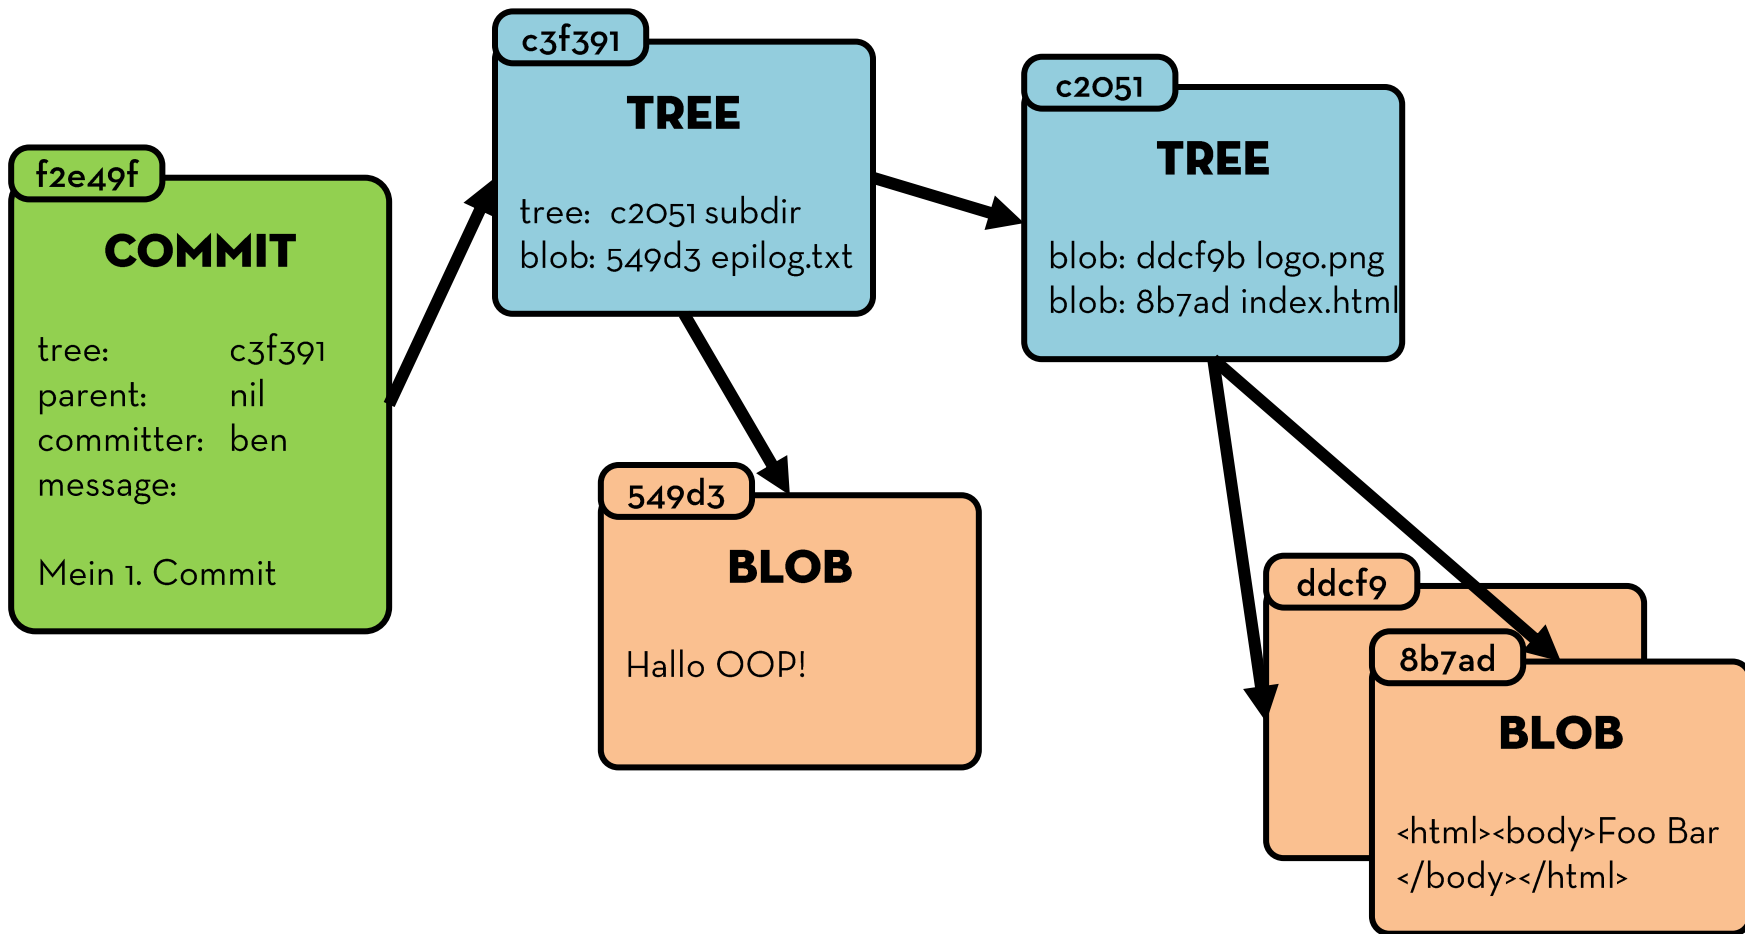 f2e49f
COMMIT
tree: c3f391
parent: nil
committer: ben
message:
Mein 1. Commit
c3f391
TREE
tree: c2051 subdir
blob: 549d3 epilog.txt
c2051
TREE
blob: ddcf9b logo.png
blob: 8b7ad index.html
549d3
BLOB
Hallo OOP!
ddcf9
8b7ad
BLOB
<html><body>Foo Bar
</body></html>